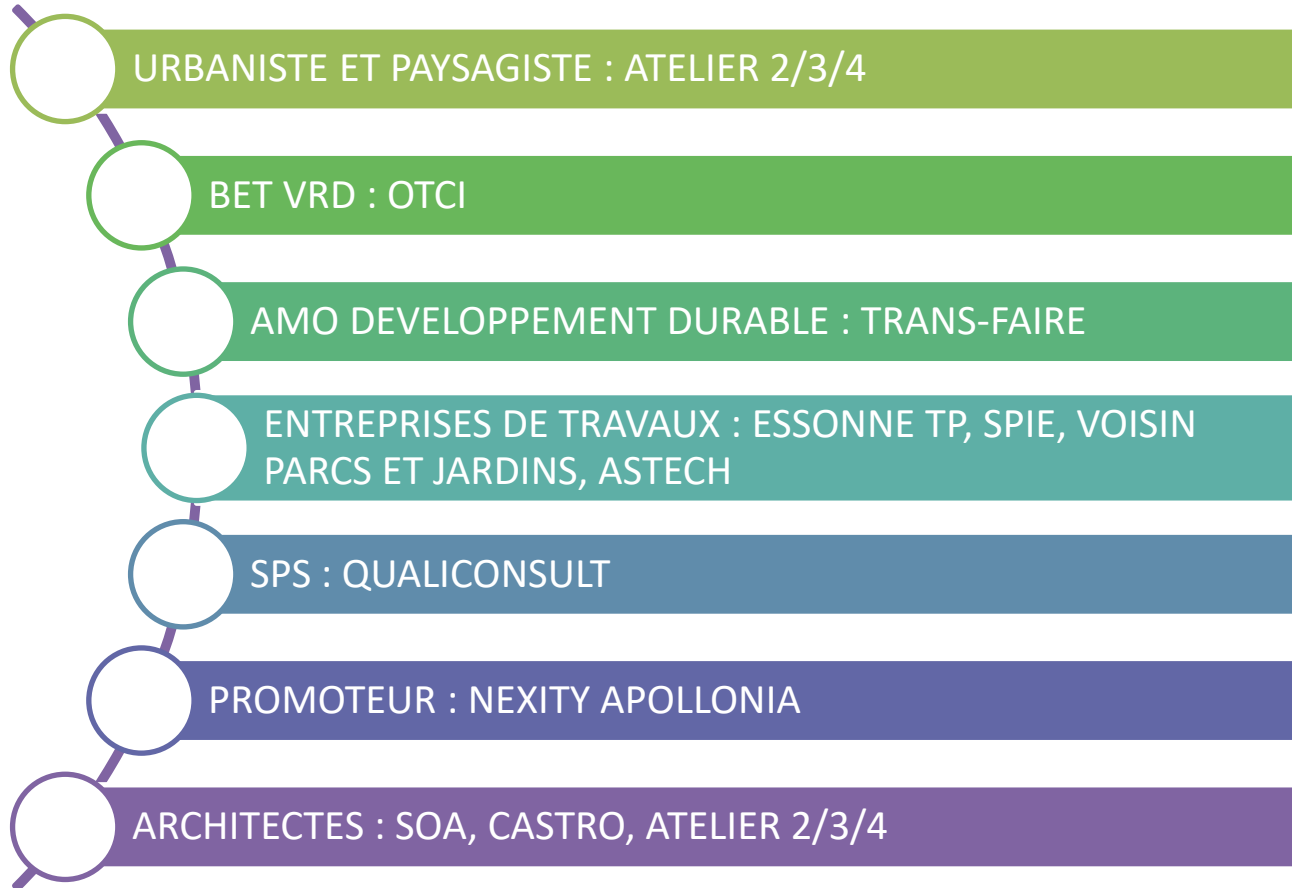 URBANISTE ET PAYSAGISTE : ATELIER 2/3/4
BET VRD : OTCI
AMO DEVELOPPEMENT DURABLE : TRANS-FAIRE
ENTREPRISES DE TRAVAUX : ESSONNE TP, SPIE, VOISIN
PARCS ET JARDINS, ASTECH
SPS : QUALICONSULT
PROMOTEUR : NEXITY APOLLONIA
ARCHITECTES : SOA, CASTRO, ATELIER 2/3/4